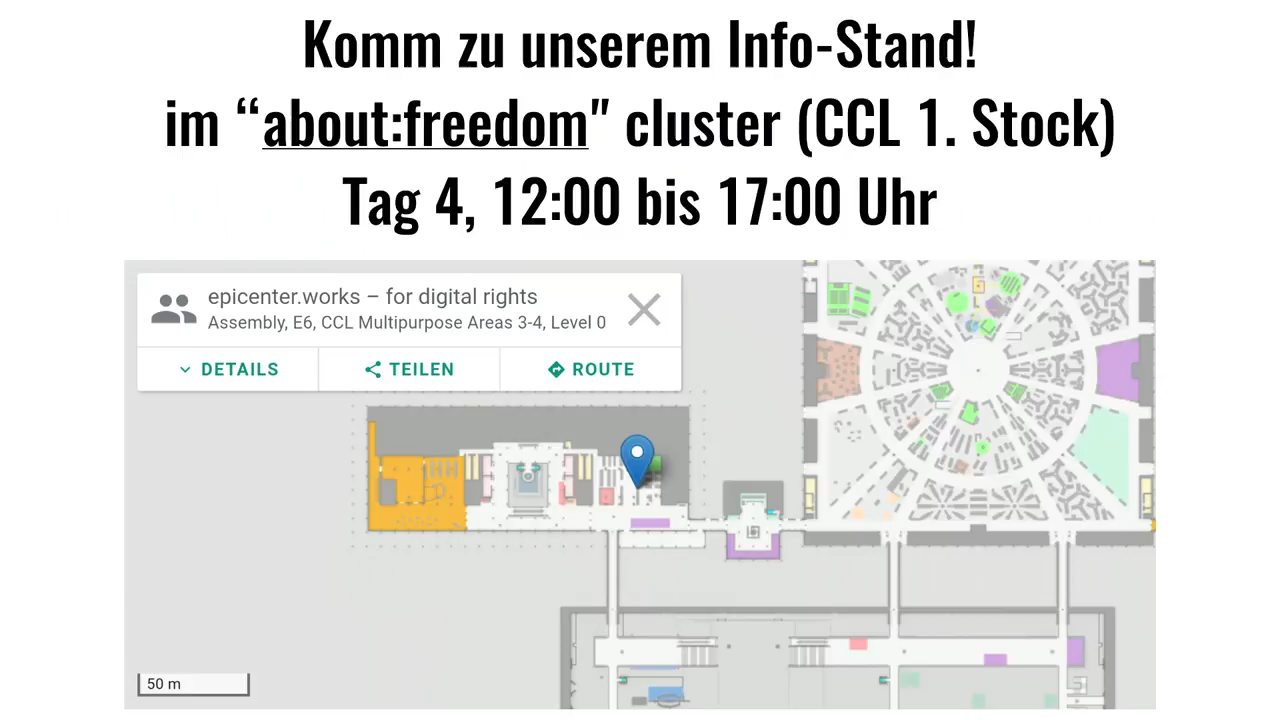 Komm zu unserem Info-Stand!
im “about:freedom" cluster (CCL 1. Stock)
Tag 4, 12:00 bis 17:00 Uhr
epicenter.works – for digital rights
Assembly, E6, CCL Multipurpose Areas 3-4, Level 0
DETAILS
TEILEN
ROUTE
50 m